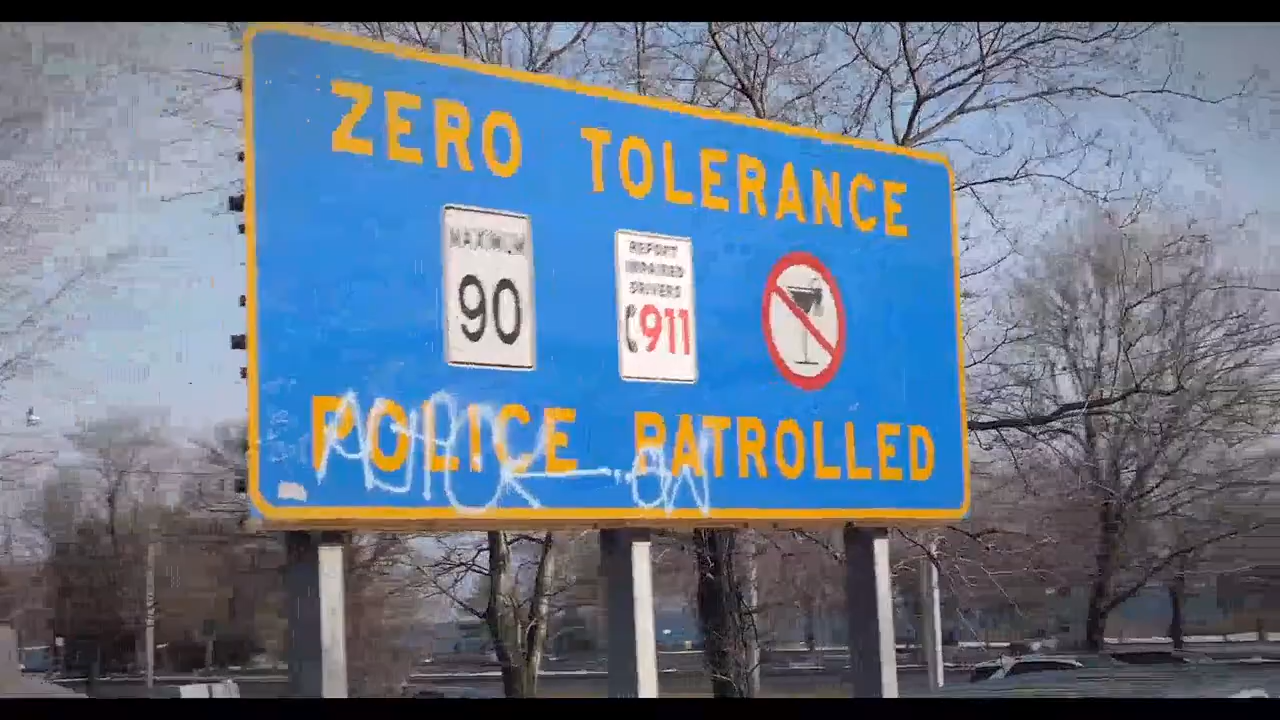 ZERO TOLERANCE
MAXIMUM
90
REPORT
IMPAIRED
DRIVERS
911
POLICE PATROLLED